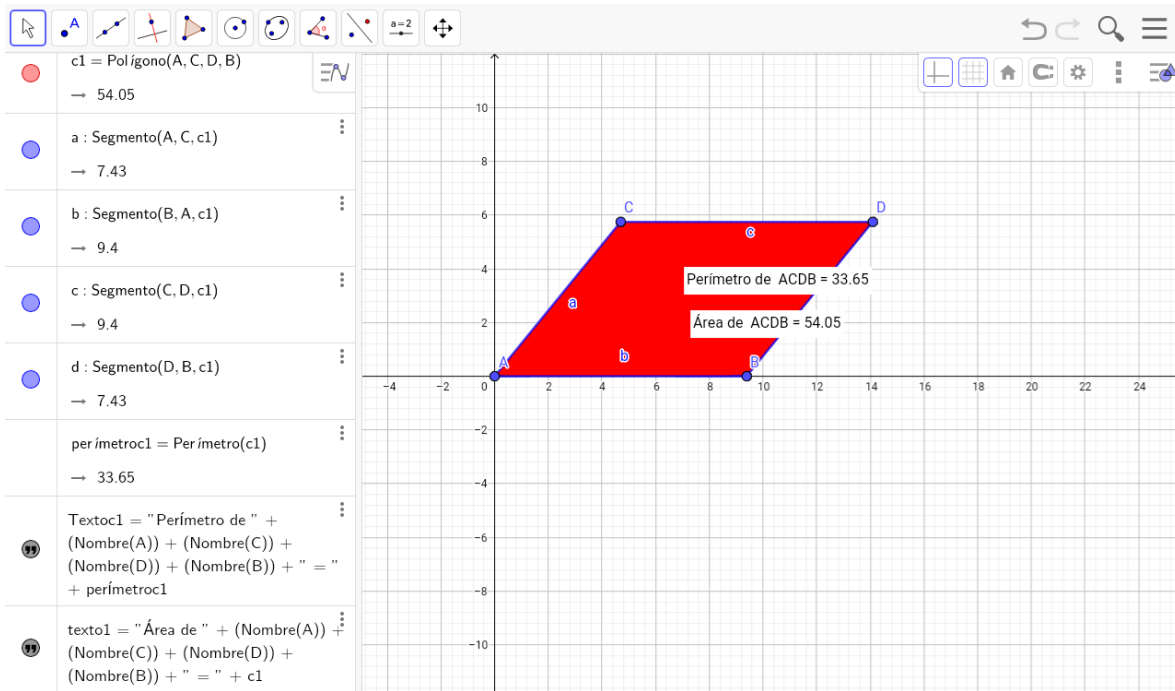 A
a=2
c1 = Polígono(A, C, D, B)
→ 54.05
a : Segmento(A, C, c1)
→ 7.43
b : Segmento(B, A, c1)
→ 9.4
c : Segmento(C, D, c1)
→ 9.4
d : Segmento(D, B, c1)
→ 7.43
perímetroc1 = Perímetro(c1)
→ 33.65
Textoc1 = "Perímetro de " +
(Nombre(A)) + (Nombre(C)) +
(Nombre(D)) + (Nombre(B)) + " = "
+ perímetroc1
texto1 = "Área de " + (Nombre(A)) +
(Nombre(C)) + (Nombre(D)) +
(Nombre(B)) + " = " + c1
10
8
6
4
2
−2
−4
−6
−8
−10
−4 −2 0 2 4 6 8 10 12 14 16 18 20 22 24
C
D
c
Perímetro de ACDB = 33.65
a
Área de ACDB = 54.05
b
A
B